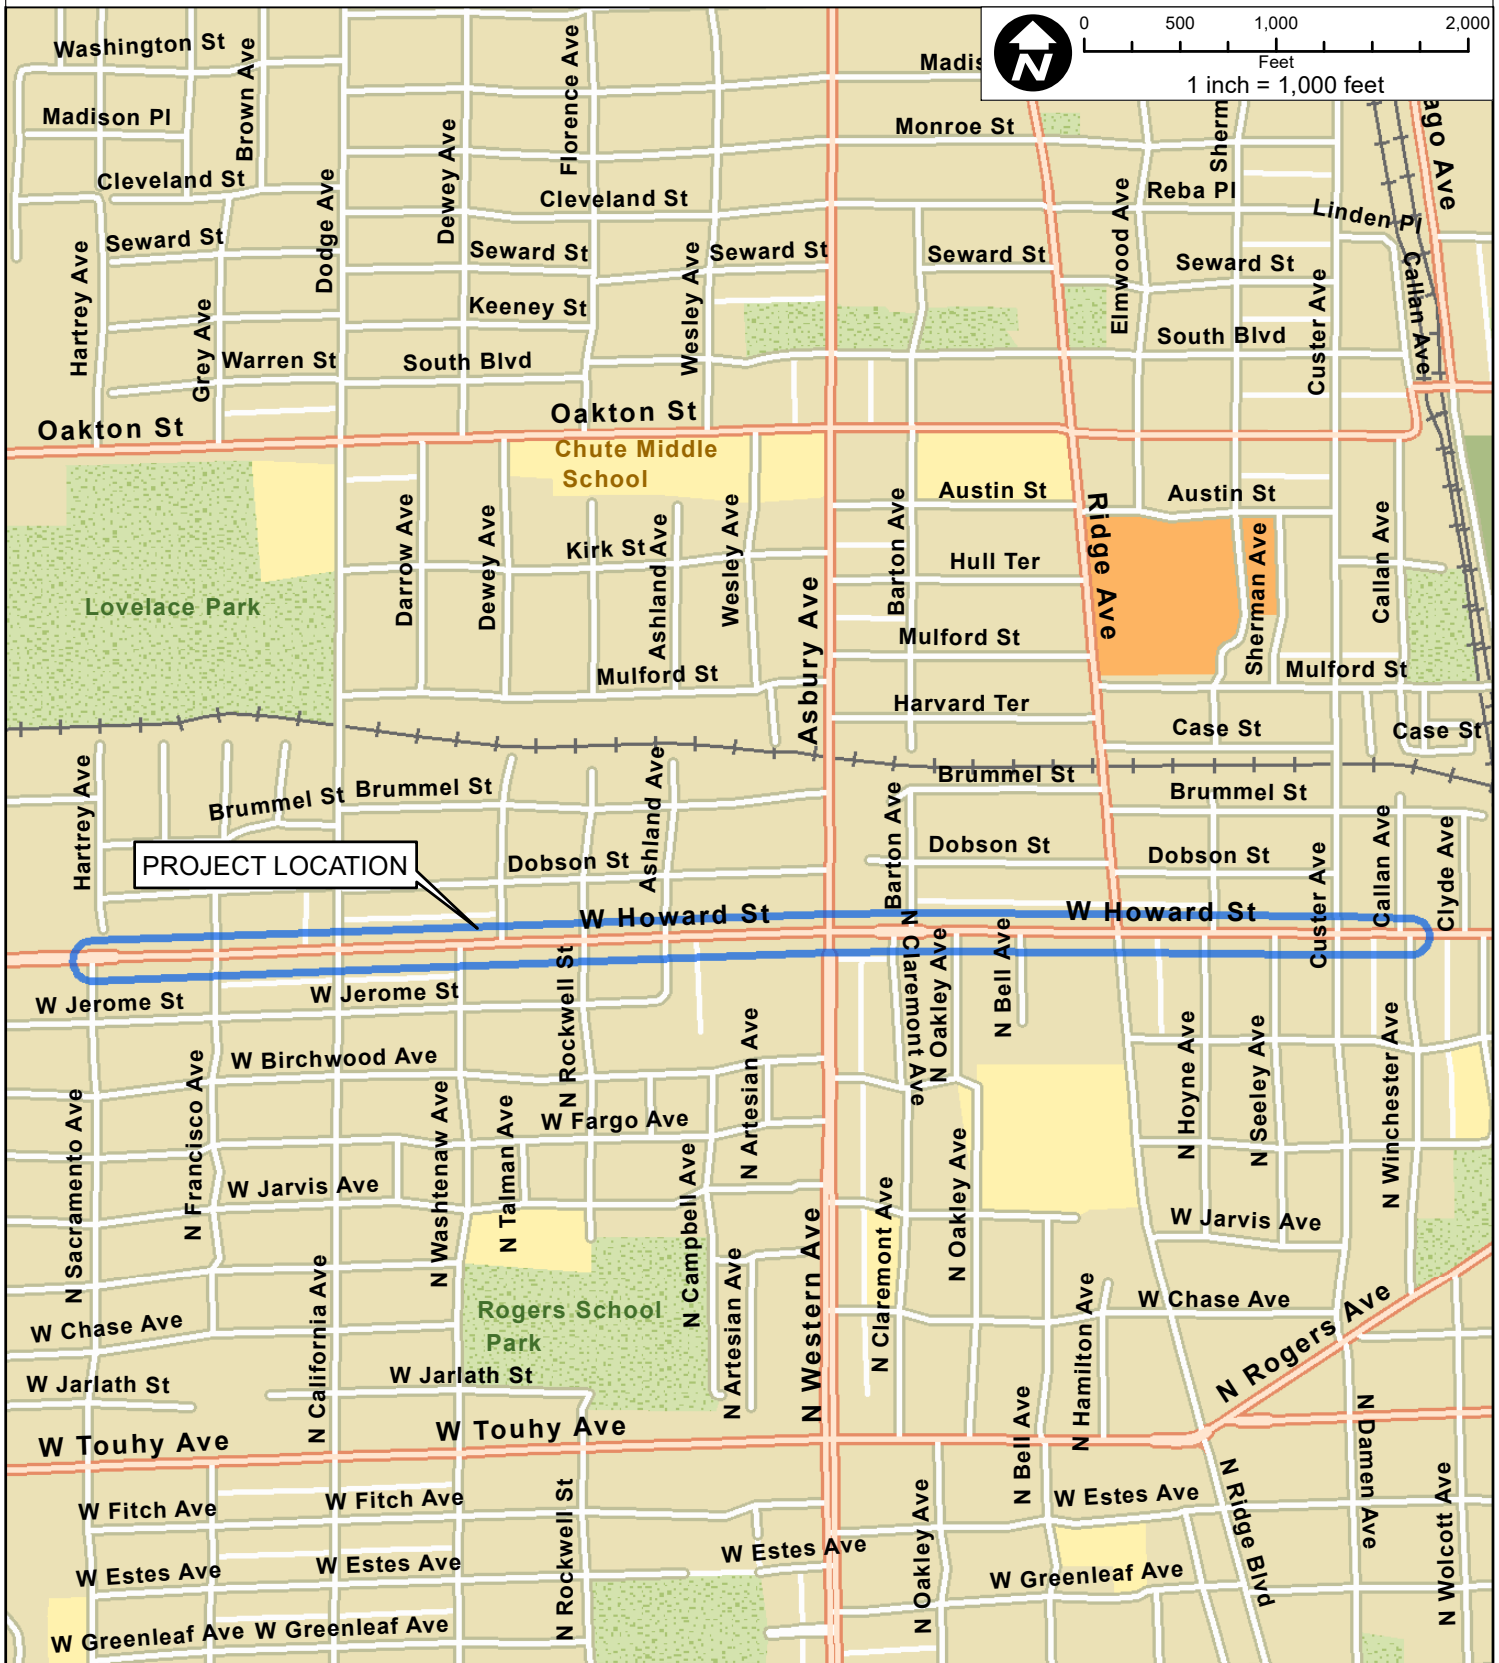 0 500 1,000 2,000
Feet
1 inch = 1,000 feet
N
Washington St
Brown Ave
Florence Ave
Madis
Madison Pl
Monroe St
Sherm
ago Ave
Cleveland St
Dodge Ave
Dewey Ave
Cleveland St
Elmwood Ave
Reba Pl
Linden Pl
Hartrey Ave
Seward St
Seward St
Wesley Ave
Seward St
Seward St
Seward St
Custer Ave
Callan Ave
Grey Ave
Keeney St
Warren St
South Blvd
South Blvd
Oakton St
Oakton St
Chute Middle
School
Austin St
Austin St
Ridge Ave
Darrow Ave
Dewey Ave
Kirk St
Ashland Ave
Wesley Ave
Barton Ave
Hull Ter
Sherman Ave
Callan Ave
Lovelace Park
Asbury Ave
Mulford St
Mulford St
Mulford St
Harvard Ter
Case St
Case St
Hartrey Ave
Brummel St
Brummel St
Ashland Ave
Brummel St
Brummel St
Barton Ave
PROJECT LOCATION
Dobson St
Dobson St
Dobson St
Custer Ave
Callan Ave
Clyde Ave
W Howard St
W Howard St
W Jerome St
W Jerome St
N Rockwell St
N Claremont Ave
N Oakley Ave
N Bell Ave
W Birchwood Ave
N Artesian Ave
N Hoyne Ave
N Seeley Ave
N Winchester Ave
N Sacramento Ave
N Francisco Ave
N Washtenaw Ave
N Talman Ave
W Fargo Ave
N Campbell Ave
N Oakley Ave
W Jarvis Ave
W Jarvis Ave
N Claremont Ave
N Western Ave
N California Ave
Rogers School
Park
N Artesian Ave
N Hamilton Ave
W Chase Ave
W Chase Ave
N Rogers Ave
W Jarlath St
W Jarlath St
N Bell Ave
N Damen Ave
W Touhy Ave
W Touhy Ave
W Fitch Ave
W Fitch Ave
N Rockwell St
N Oakley Ave
W Estes Ave
N Ridge Blvd
N Wolcott Ave
W Estes Ave
W Estes Ave
W Estes Ave
W Greenleaf Ave
W Greenleaf Ave
W Greenleaf Ave